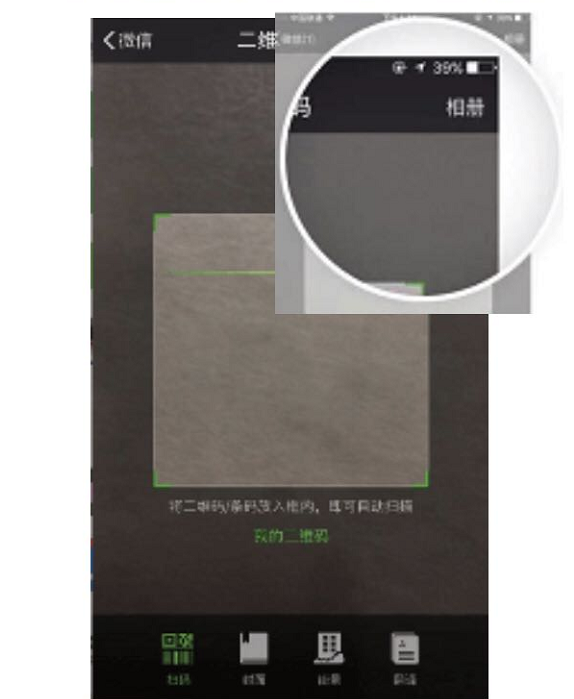 微信
二维
39%
码
相册
将二维码/条码放入框内，即可自动扫描
我的二维码
扫码
封面
街景
翻译